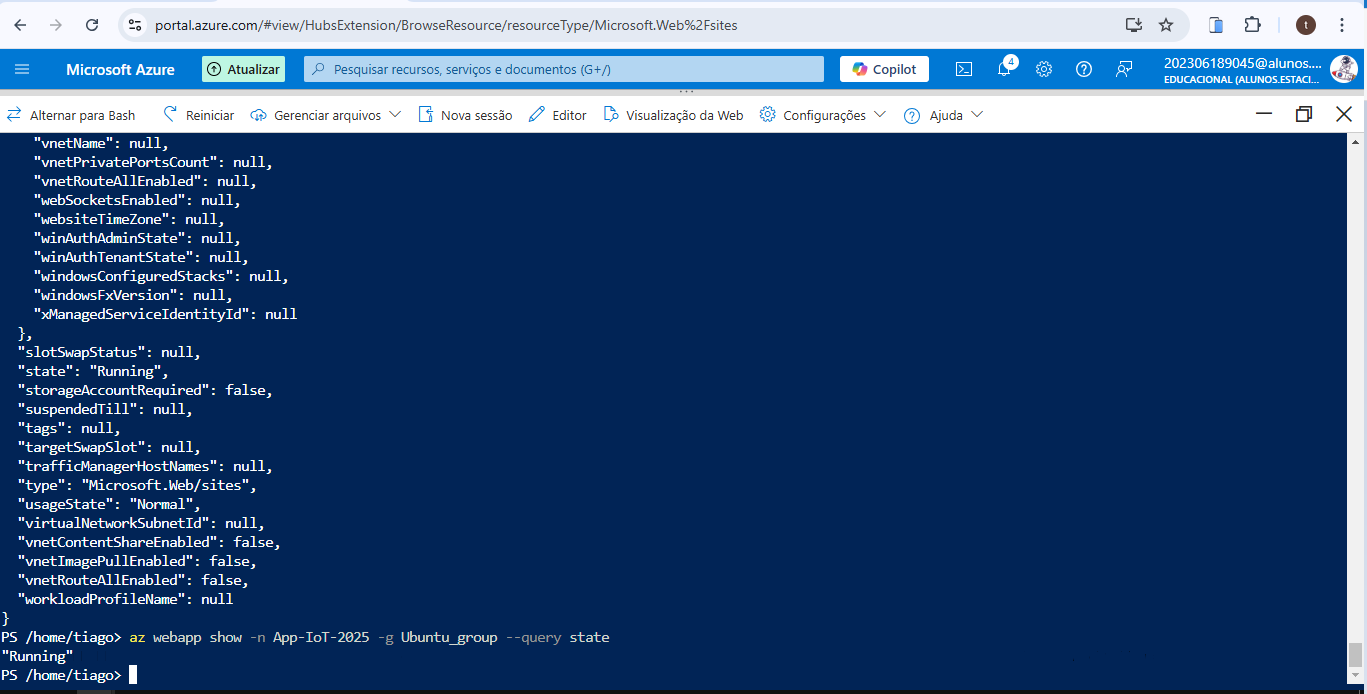 portal.azure.com/#view/HubsExtension/BrowseResource/resourceType/Microsoft.Web%2Fsites
t
Microsoft Azure
Atualizar
Pesquisar recursos, serviços e documentos (G+/)
Copilot
4
202306189045@alunos....
EDUCACIONAL (ALUNOS.ESTACI...
Alternar para Bash
Reiniciar
Gerenciar arquivos
Nova sessão
Editor
Visualização da Web
Configurações
Ajuda
"vnetName": null,
"vnetPrivatePortsCount": null,
"vnetRouteAllEnabled": null,
"webSocketsEnabled": null,
"websiteTimeZone": null,
"winAuthAdminState": null,
"winAuthTenantState": null,
"windowsConfiguredStacks": null,
"windowsFxVersion": null,
"xManagedServiceIdentityId": null
},
"slotSwapStatus": null,
"state": "Running",
"storageAccountRequired": false,
"suspendedTill": null,
"tags": null,
"targetSwapSlot": null,
"trafficManagerHostNames": null,
"type": "Microsoft.Web/sites",
"usageState": "Normal",
"virtualNetworkSubnetId": null,
"vnetContentShareEnabled": false,
"vnetImagePullEnabled": false,
"vnetRouteAllEnabled": false,
"workloadProfileName": null
}
PS /home/tiago> az webapp show -n App-IoT-2025 -g Ubuntu_group --query state
"Running"
PS /home/tiago>